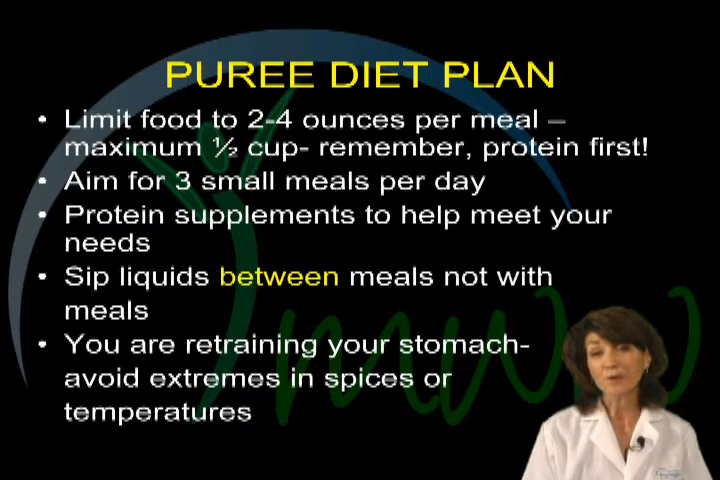 PUREE DIET PLAN
• Limit food to 2-4 ounces per meal –
maximum ½ cup- remember, protein first!
• Aim for 3 small meals per day
• Protein supplements to help meet your
needs
• Sip liquids between meals not with
meals
• You are retraining your stomach-
avoid extremes in spices or
temperatures
mww